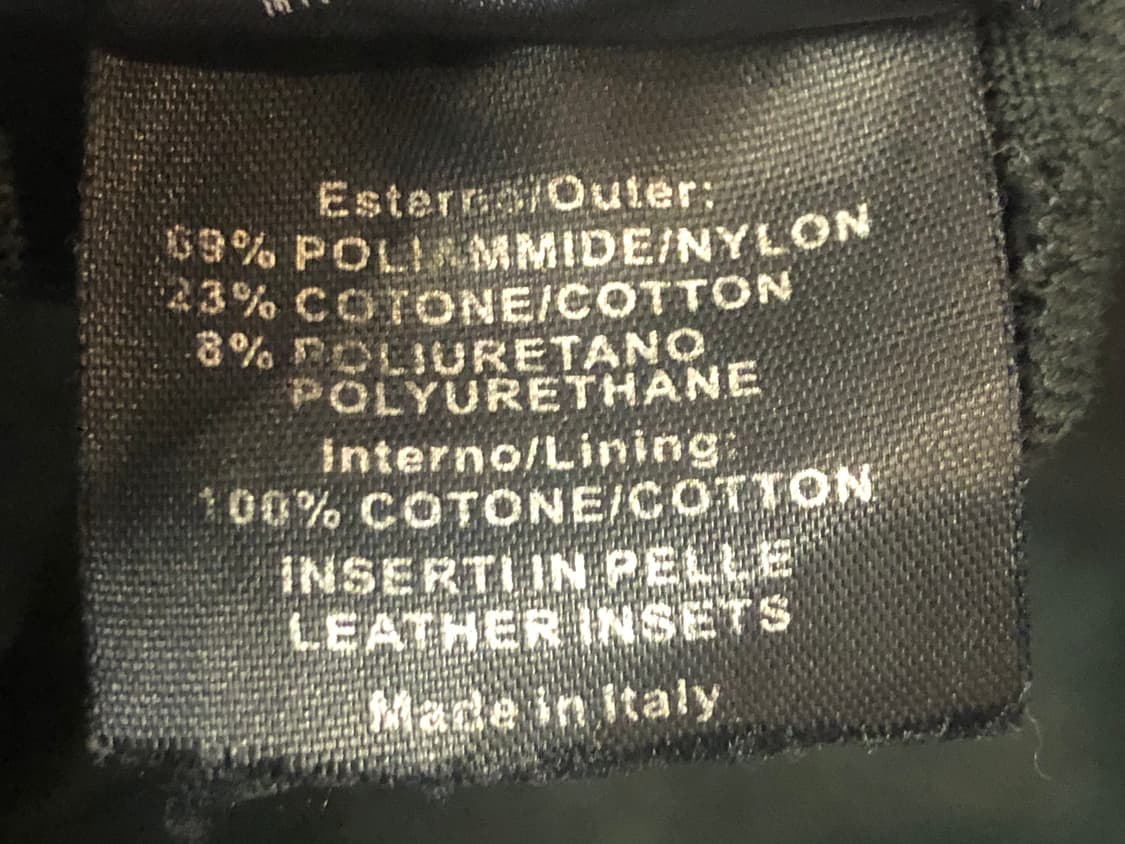 Esterno/Outer:
69% POLIAMMIDE/NYLON
23% COTONE/COTTON
8% POLIURETANO
POLYURETHANE
Interno/Lining:
100% COTONE/COTTON
INSERTI IN PELLE
LEATHER INSETS
Made in Italy